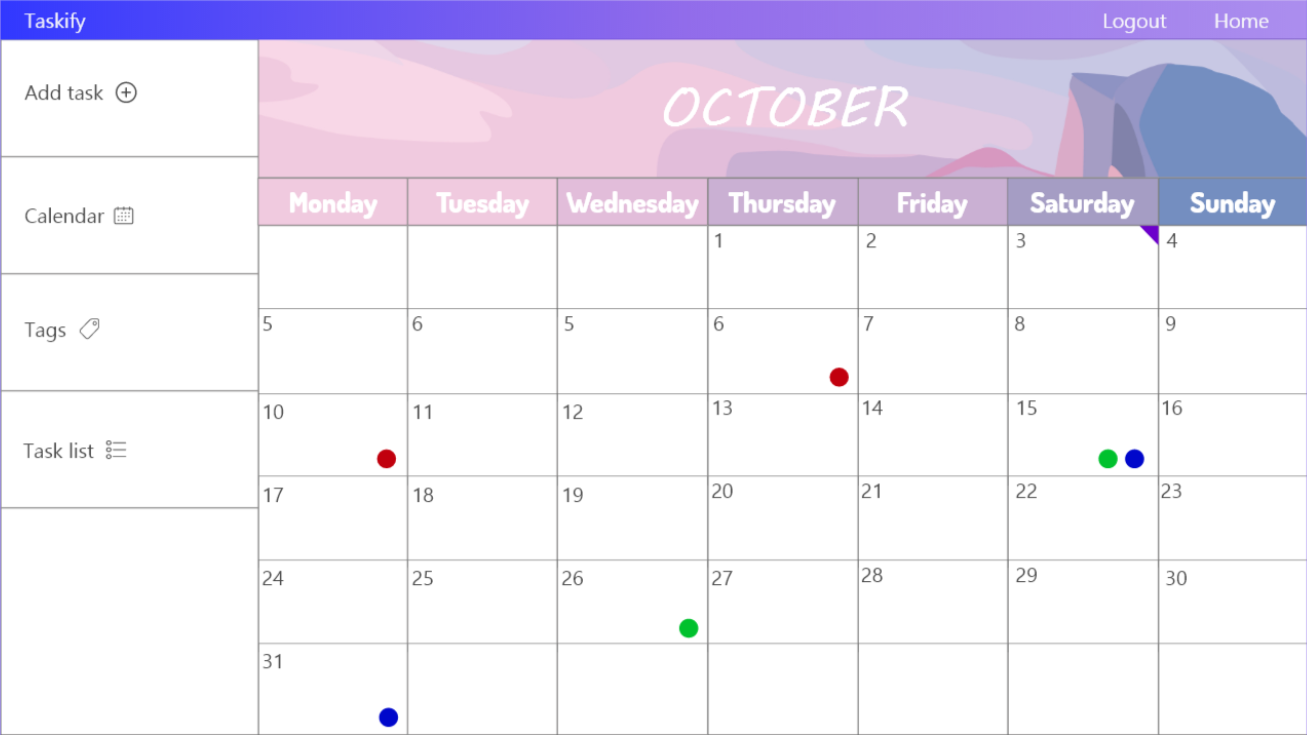 Taskify Logout Home
Add task
OCTOBER
Calendar
Tags
Task list
Monday Tuesday Wednesday Thursday Friday Saturday Sunday
1 2 3 4
5 6 5 6 7 8 9
10 11 12 13 14 15 16
17 18 19 20 21 22 23
24 25 26 27 28 29 30
31